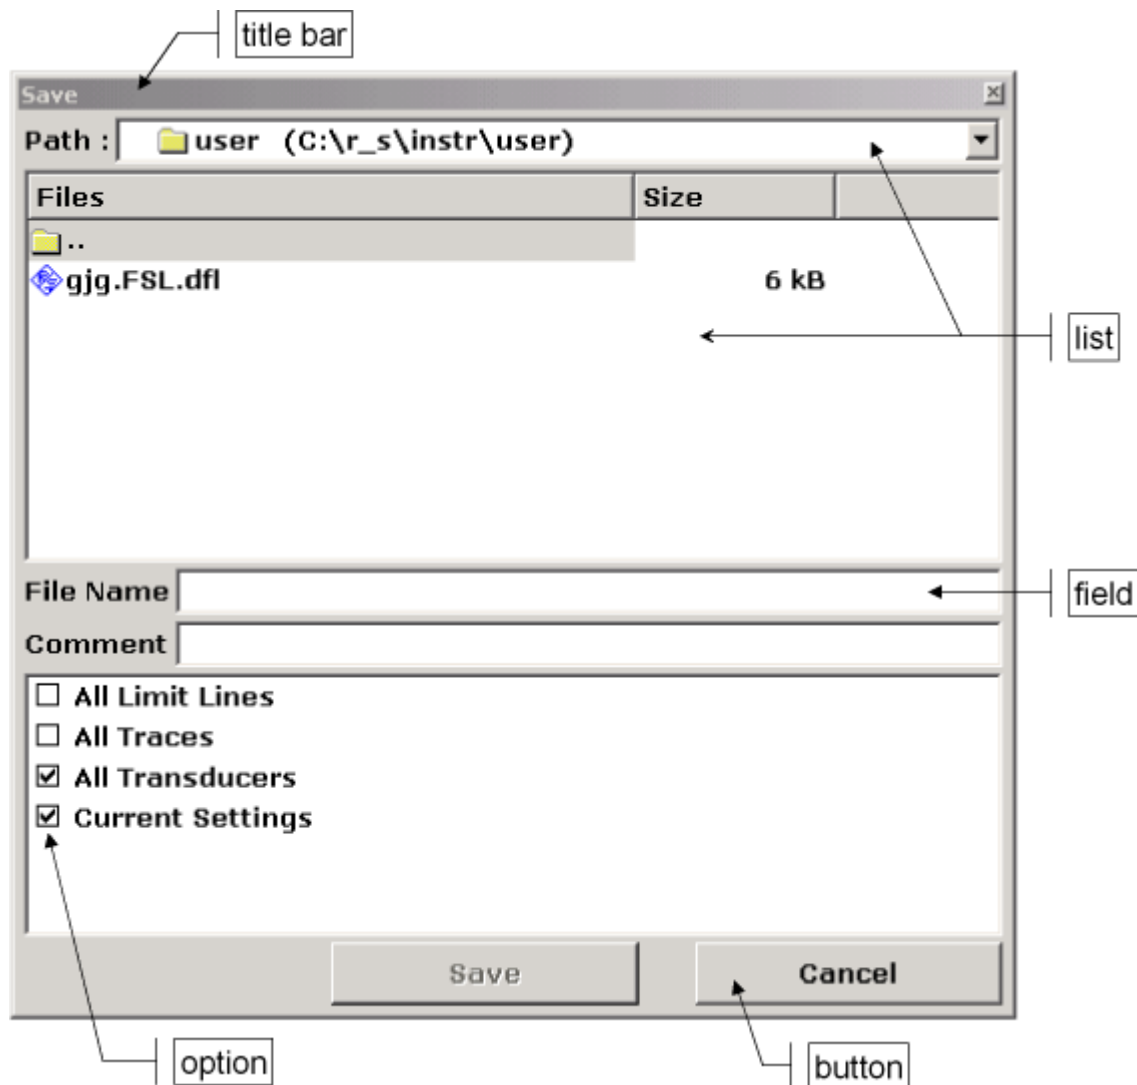 title bar
Save
Path : user (C:\r_s\instr\user)
Files Size
..
gjg.FSL.dfl 6 kB
list
File Name
field
Comment
All Limit Lines
All Traces
All Transducers
Current Settings
Save Cancel
option
button